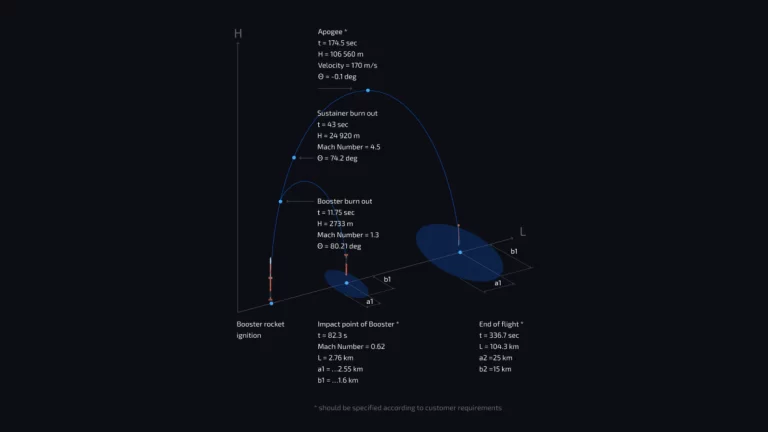 H
Apogee *
t = 174.5 sec
H = 106 560 m
Velocity = 170 m/s
Θ = -0.1 deg
Sustainer burn out
t = 43 sec
H = 24 920 m
Mach Number = 4.5
Θ = 74.2 deg
Booster burn out
t = 11.75 sec
H = 2733 m
Mach Number = 1.3
Θ = 80.21 deg
L
b1
a1
b1
a1
Booster rocket
ignition
Impact point of Booster *
t = 82.3 s
Mach Number = 0.62
L = 2.76 km
a1 = ...2.55 km
b1 = ...1.6 km
End of flight *
t = 336.7 sec
L = 104.3 km
a2 =25 km
b2 =15 km
* should be specified according to customer requirements